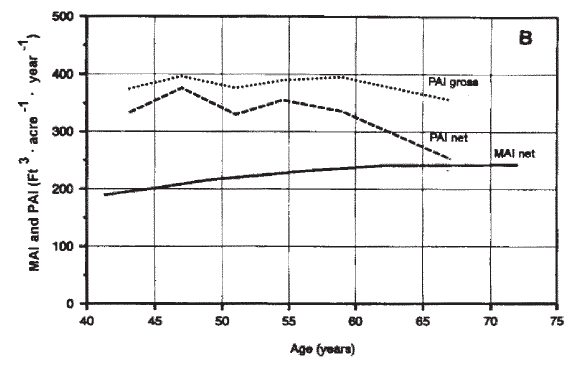 B
MAI and PAI (Ft 3 · acre -1 · year -1)
500
400
300
200
100
0
PAI gross
PAI net
MAI net
40 45 50 55 60 65 70 75
Age (years)